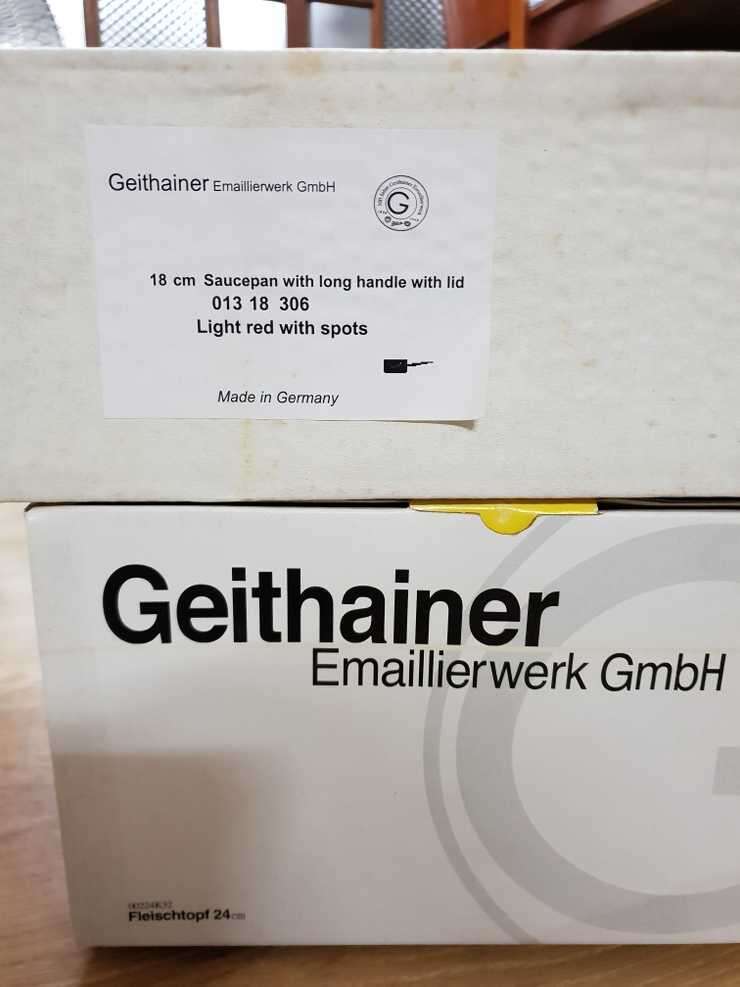 Geithainer Emaillierwerk GmbH
G
18 cm Saucepan with long handle with lid
013 18 306
Light red with spots
Made in Germany
Geithainer
Emaillierwerk GmbH
Fleischtopf 24cm